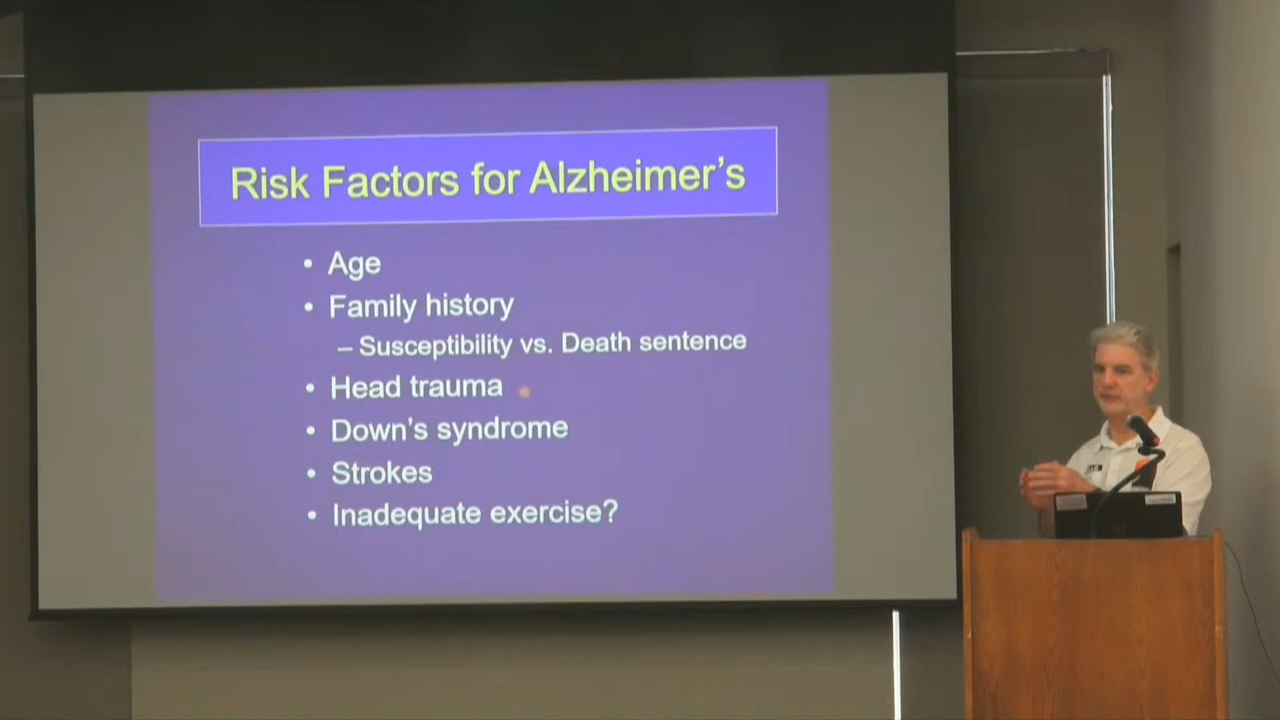 Risk Factors for Alzheimer's
• Age
• Family history
– Susceptibility vs. Death sentence
• Head trauma
• Down's syndrome
• Strokes
• Inadequate exercise?